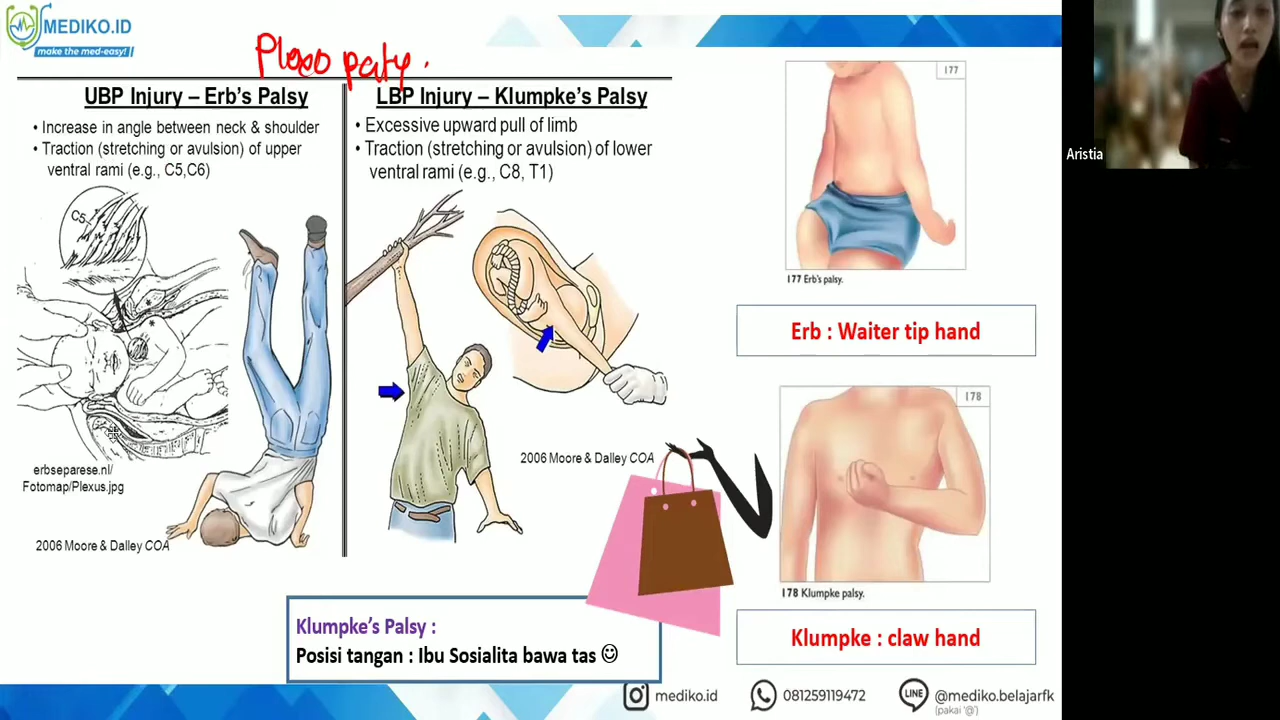 MEDIKO.ID
make the med-easy!
UBP Injury – Erb's Palsy
• Increase in angle between neck & shoulder
• Traction (stretching or avulsion) of upper
ventral rami (e.g., C5,C6)
C5
erbseparese.nl/
Fotomap/Plexus.jpg
2006 Moore & Dalley COA
LBP Injury – Klumpke's Palsy
• Excessive upward pull of limb
• Traction (stretching or avulsion) of lower
ventral rami (e.g., C8, T1)
2006 Moore & Dalley COA
Klumpke's Palsy :
Posisi tangan : Ibu Sosialita bawa tas ☺
177
177 Erb's palsy.
Erb : Waiter tip hand
178
178 Klumpke palsy.
Klumpke : claw hand
mediko.id
081259119472
LINE
@mediko.belajarfk
(pakai '@')
Aristia